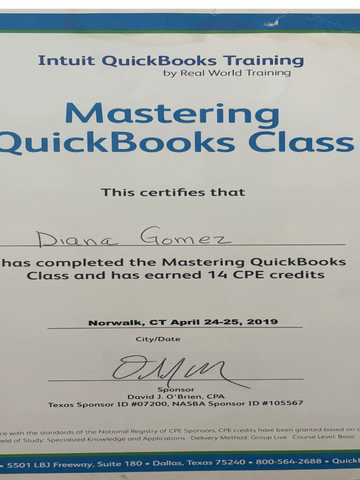 Intuit QuickBooks Training
by Real World Training
Mastering
QuickBooks Class
This certifies that
Diana Gomez
has completed the Mastering QuickBooks
Class and has earned 14 CPE credits
Norwalk, CT April 24-25, 2019
City/Date
Sponsor
David J. O'Brien, CPA
Texas Sponsor ID #07200, NASBA Sponsor ID #105567
with the standards of the National Registry of CPE Sponsors, CPE credits have been granted based on
of Study: Specialized Knowledge and Applications Delivery Method: Group Live Course Level: Basic
• 5501 LBJ Freeway, Suite 180 • Dallas, Texas 75240 • 800-564-2688 •